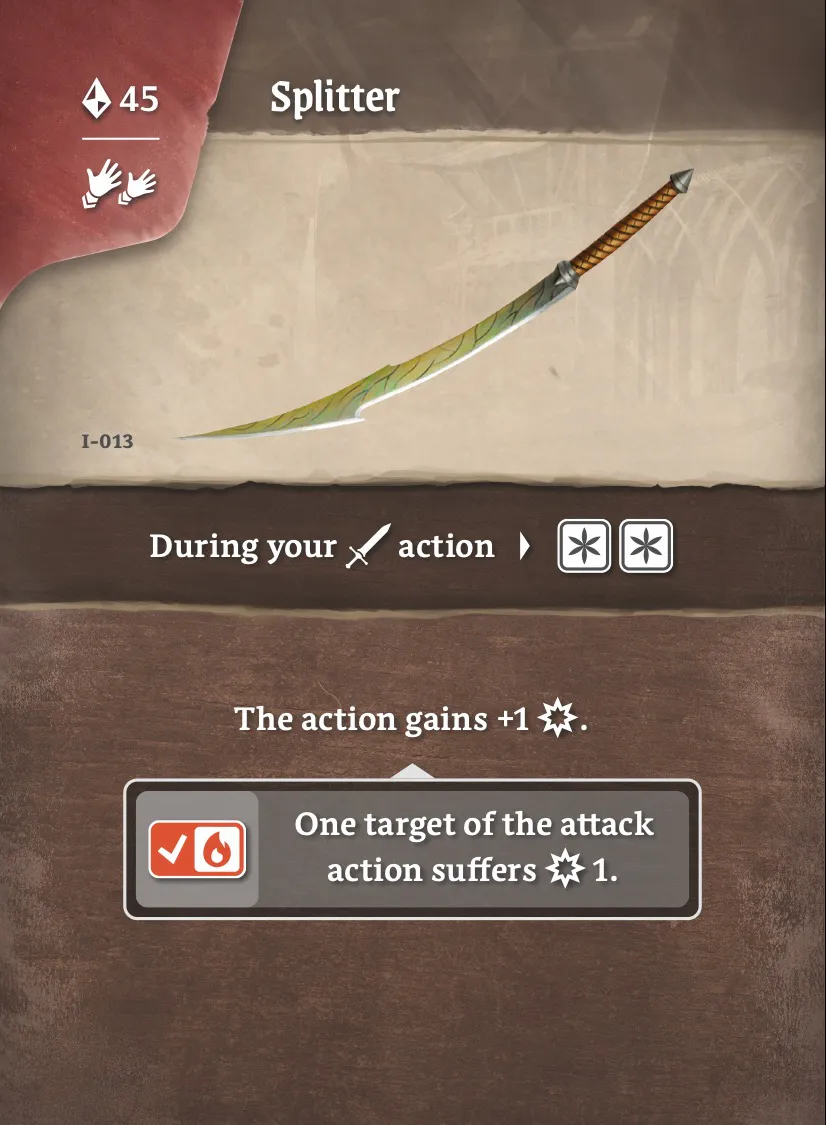 45
Splitter
I-013
During your action
The action gains +1 .
One target of the attack
action suffers 1.